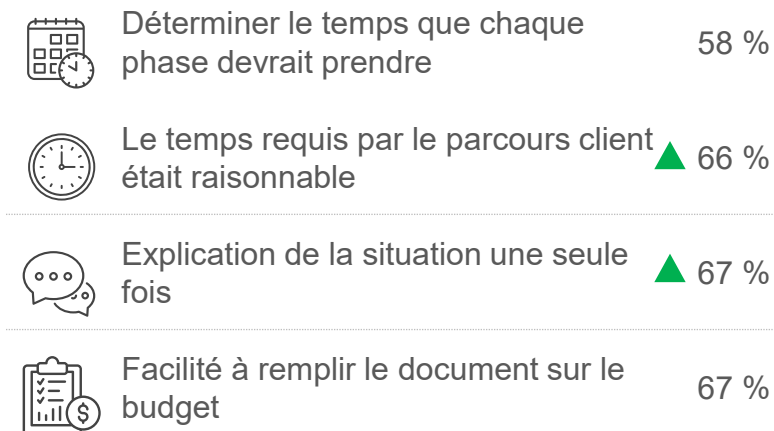 Déterminer le temps que chaque
phase devrait prendre
58 %
Le temps requis par le parcours client
était raisonnable
66 %
Explication de la situation une seule
fois
67 %
Facilité à remplir le document sur le
budget
67 %